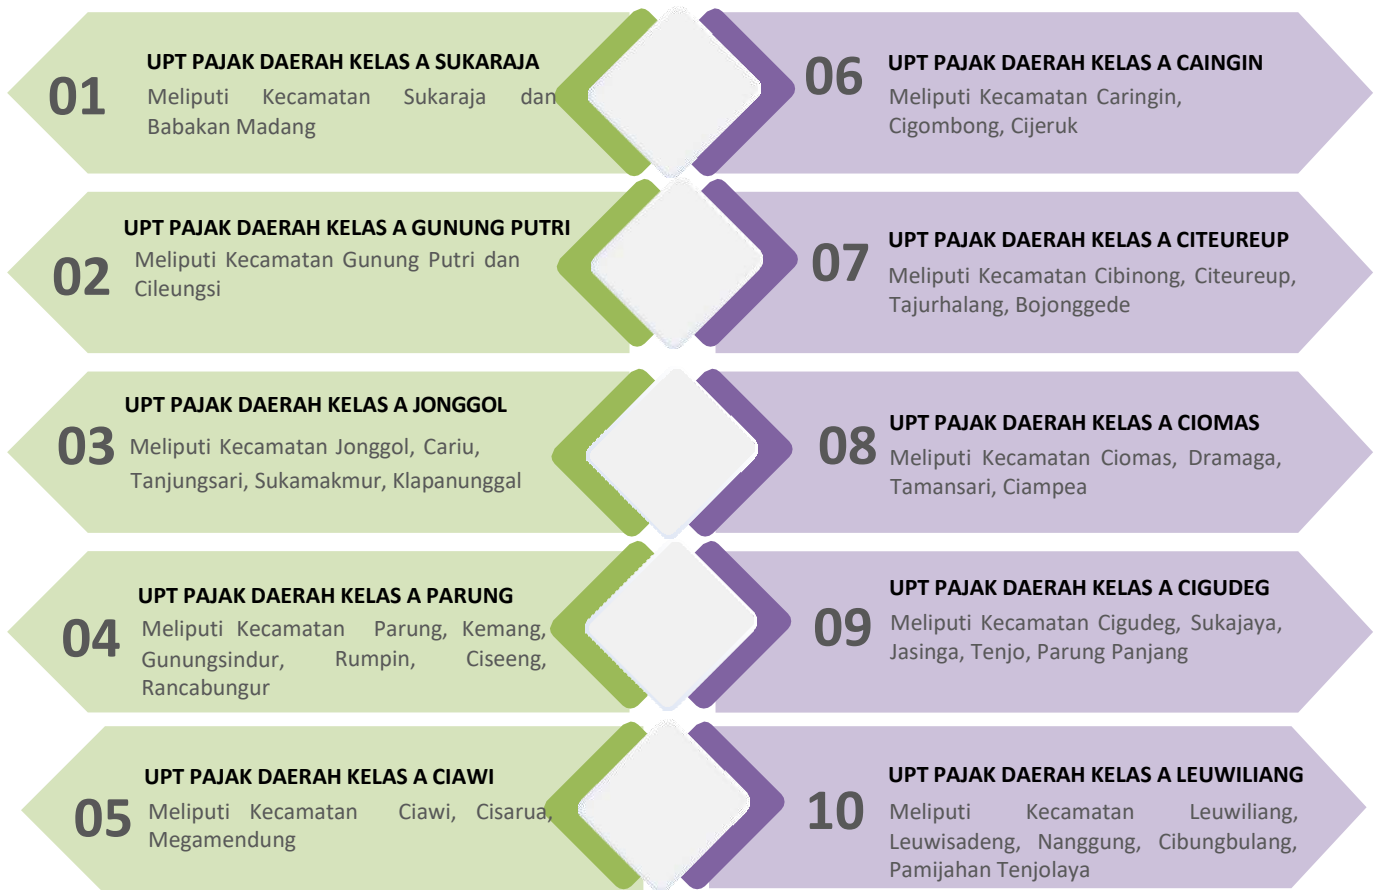 01
UPT PAJAK DAERAH KELAS A SUKARAJA
Meliputi Kecamatan Sukaraja dan
Babakan Madang
02
UPT PAJAK DAERAH KELAS A GUNUNG PUTRI
Meliputi Kecamatan Gunung Putri dan
Cileungsi
03
UPT PAJAK DAERAH KELAS A JONGGOL
Meliputi Kecamatan Jonggol, Cariu,
Tanjungsari, Sukamakmur, Klapanunggal
04
UPT PAJAK DAERAH KELAS A PARUNG
Meliputi Kecamatan Parung, Kemang,
Gunungsindur, Rumpin, Ciseeng,
Rancabungur
05
UPT PAJAK DAERAH KELAS A CIAWI
Meliputi Kecamatan Ciawi, Cisarua,
Megamendung
06
UPT PAJAK DAERAH KELAS A CAINGIN
Meliputi Kecamatan Caringin,
Cigombong, Cijeruk
07
UPT PAJAK DAERAH KELAS A CITEUREUP
Meliputi Kecamatan Cibinong, Citeureup,
Tajurhalang, Bojonggede
08
UPT PAJAK DAERAH KELAS A CIOMAS
Meliputi Kecamatan Ciomas, Dramaga,
Tamansari, Ciampea
09
UPT PAJAK DAERAH KELAS A CIGUDEG
Meliputi Kecamatan Cigudeg, Sukajaya,
Jasinga, Tenjo, Parung Panjang
10
UPT PAJAK DAERAH KELAS A LEUWILIANG
Meliputi Kecamatan Leuwiliang,
Leuwisadeng, Nanggung, Cibungbulang,
Pamijahan Tenjolaya